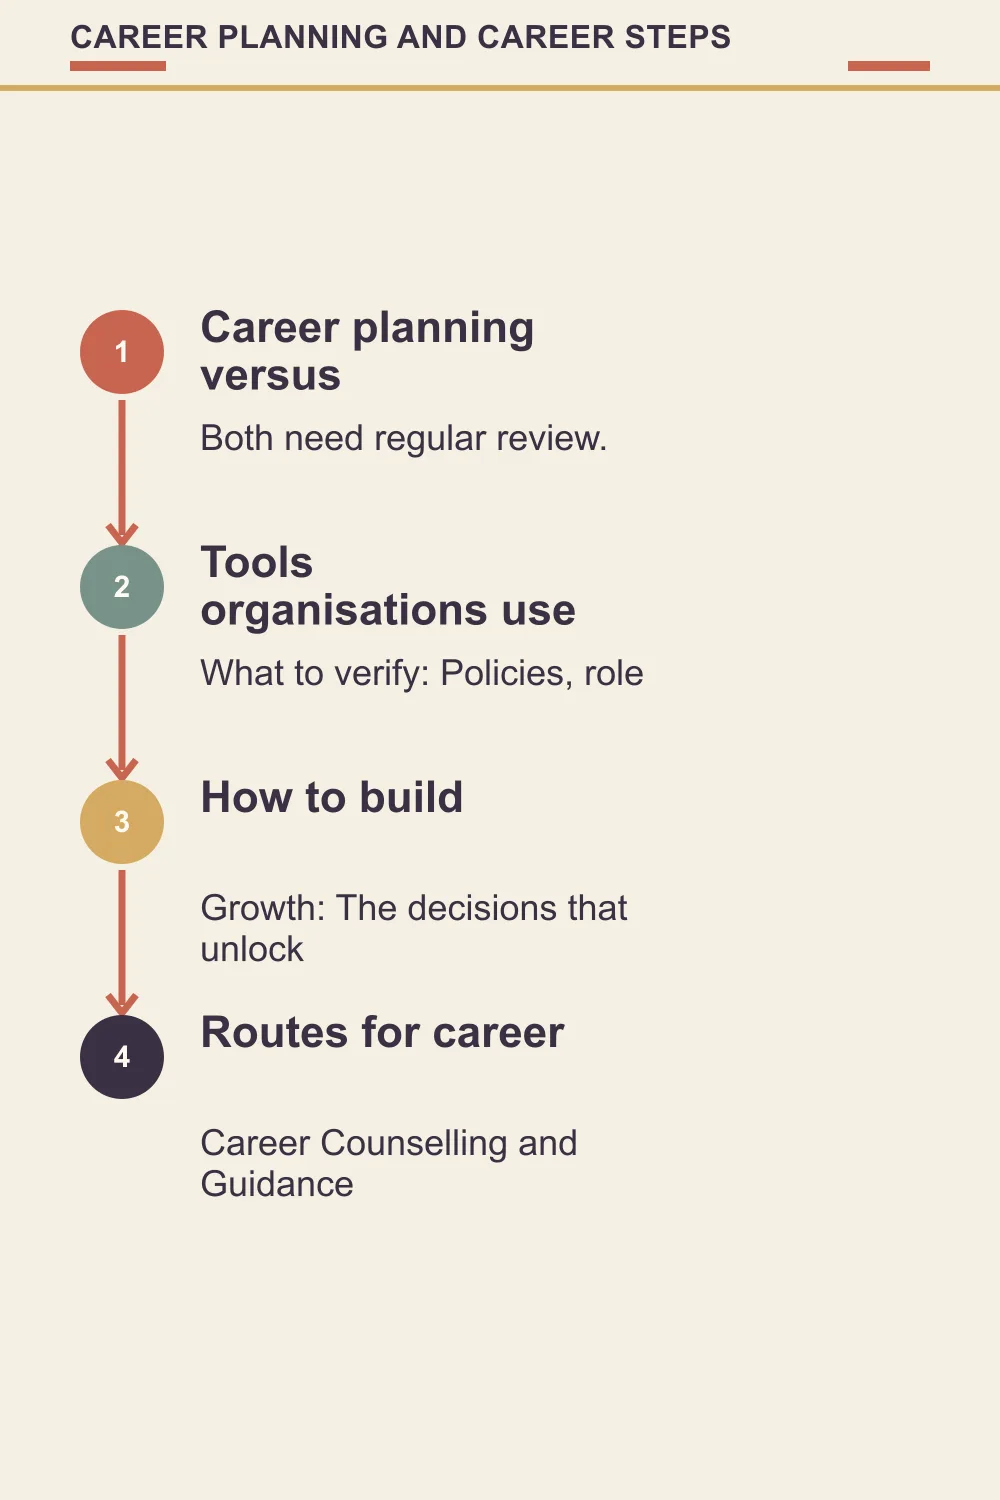 CAREER PLANNING AND CAREER STEPS
1
Career planning
versus
Both need regular review.
2
Tools
organisations use
What to verify: Policies, role
3
How to build
Growth: The decisions that
unlock
4
Routes for career
Career Counselling and
Guidance